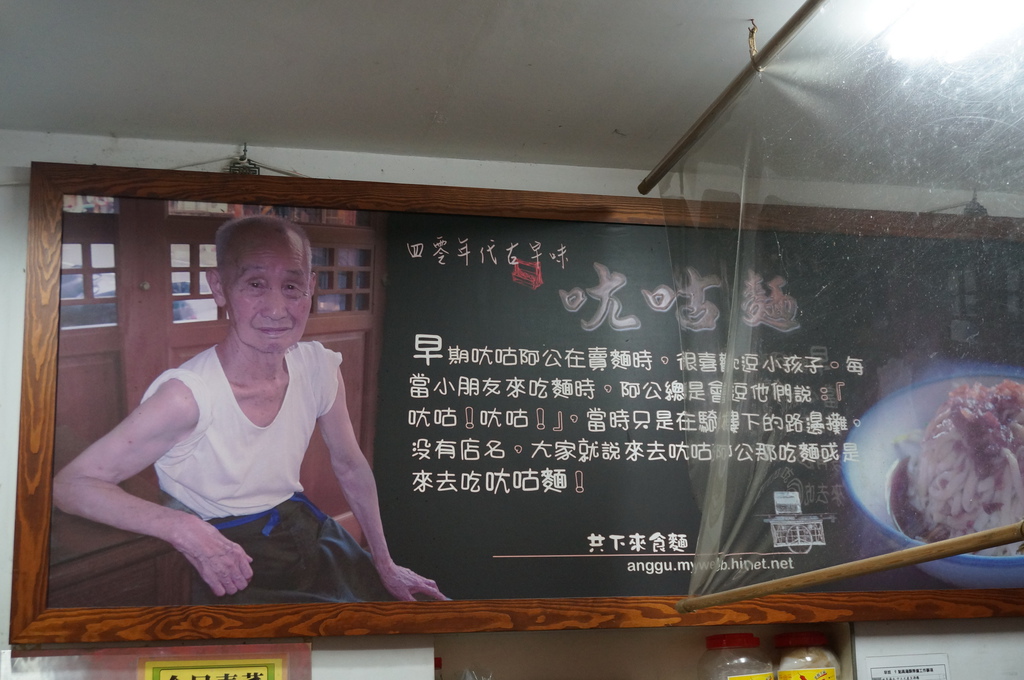 四零年代古早味
吭咕麵
早期吭咕阿公在賣麵時，很喜歡逗小孩子。每
當小朋友來吃麵時，阿公總是會逗他們說：『
吭咕！吭咕！』。當時只是在騎樓下的路邊攤，
沒有店名，大家就說來去吭咕阿公那吃麵或是
來去吃吭咕麵！
共下來食麵
anggu.myweb.hinet.net